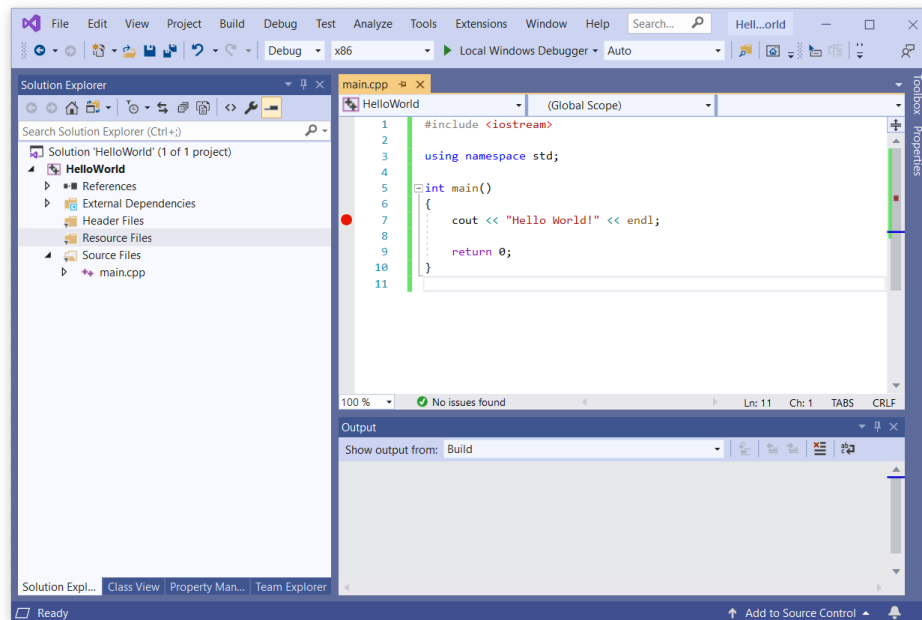 File Edit View Project Build Debug Test Analyze Tools Extensions Window Help Search... Hell...orld
Debug x86 Local Windows Debugger Auto
Solution Explorer
Search Solution Explorer (Ctrl+;)
Solution 'HelloWorld' (1 of 1 project)
HelloWorld
References
External Dependencies
Header Files
Resource Files
Source Files
main.cpp
Solution Expl... Class View Property Man... Team Explorer
main.cpp
HelloWorld (Global Scope)
1 #include <iostream>
2
3 using namespace std;
4
5 int main()
6 {
7 cout << "Hello World!" << endl;
8
9 return 0;
10 }
11
100 % No issues found Ln: 11 Ch: 1 TABS CRLF
Output
Show output from: Build
Toolbox
Properties
Ready Add to Source Control